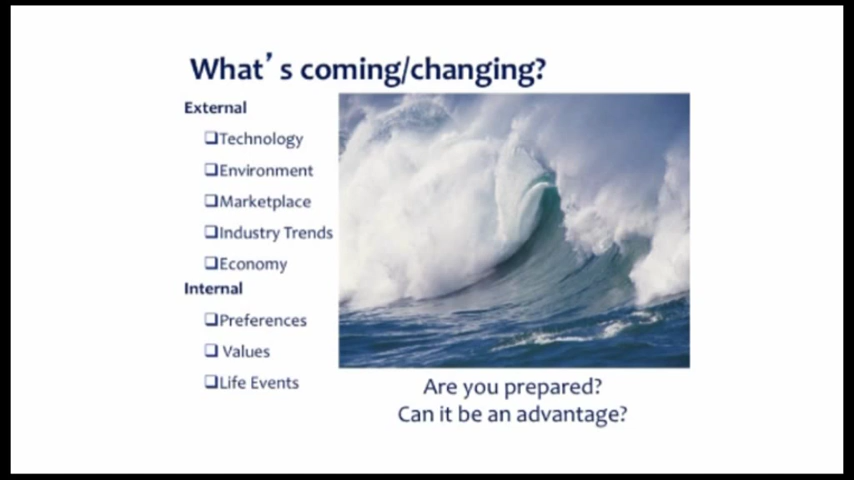 What’s coming/changing?
External
❑Technology
❑Environment
❑Marketplace
❑Industry Trends
❑Economy
Internal
❑Preferences
❑ Values
❑Life Events
Are you prepared?
Can it be an advantage?